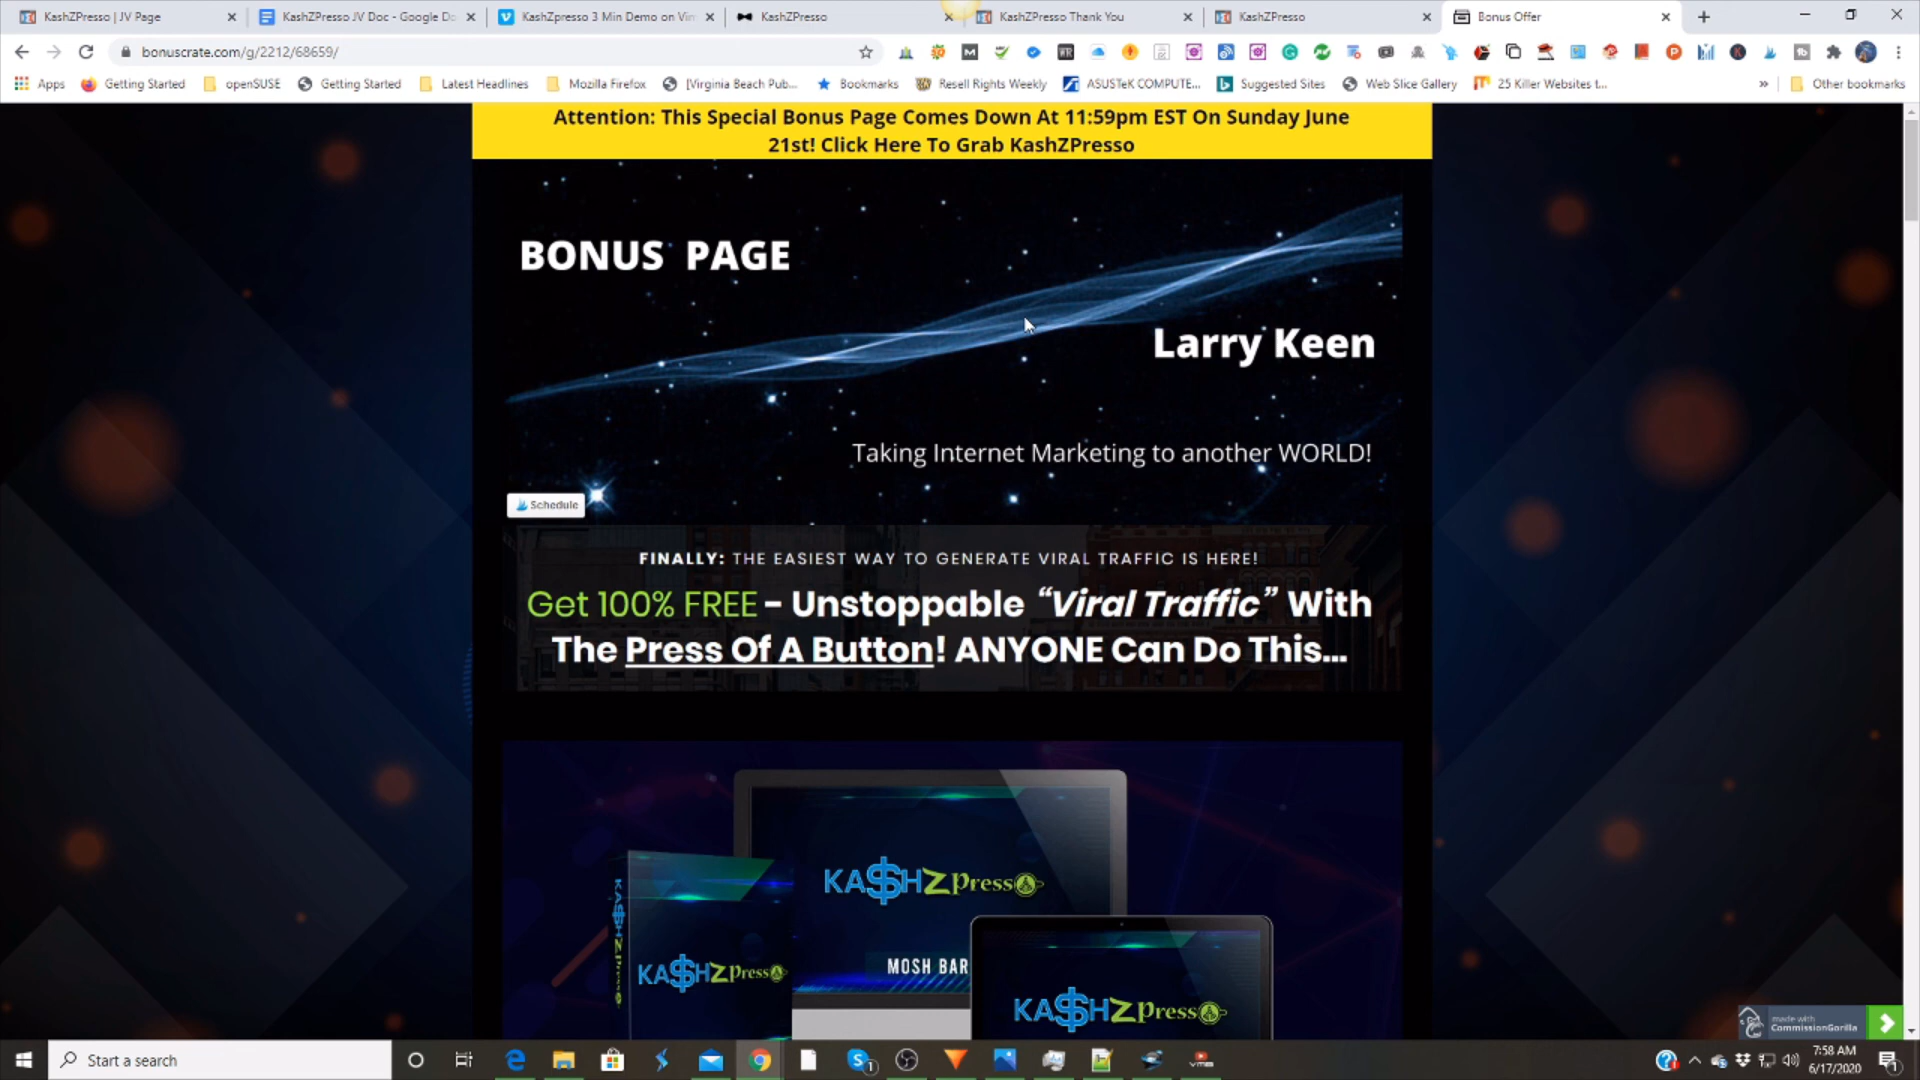 KashZPresso | JV Page
KashZPresso JV Doc - Google Do
KashZpresso 3 Min Demo on Vim
KashZPresso
KashZPresso Thank You
KashZPresso
Bonus Offer
bonuscrate.com/g/2212/68659/
Apps
Getting Started
openSUSE
Getting Started
Latest Headlines
Mozilla Firefox
[Virginia Beach Pub...
Bookmarks
Resell Rights Weekly
ASUSTeK COMPUTE...
Suggested Sites
Web Slice Gallery
25 Killer Websites t...
»
Other bookmarks
Attention: This Special Bonus Page Comes Down At 11:59pm EST On Sunday June
21st! Click Here To Grab KashZPresso
BONUS PAGE
Larry Keen
Taking Internet Marketing to another WORLD!
Schedule
FINALLY: THE EASIEST WAY TO GENERATE VIRAL TRAFFIC IS HERE!
Get 100% FREE - Unstoppable “Viral Traffic” With
The Press Of A Button! ANYONE Can Do This...
KA$HZPresso
KA$HZPresso
KA$HZPresso
MOSH BAR
KA$HZPresso
made with
CommissionGorilla
Start a search
7:58 AM
6/17/2020